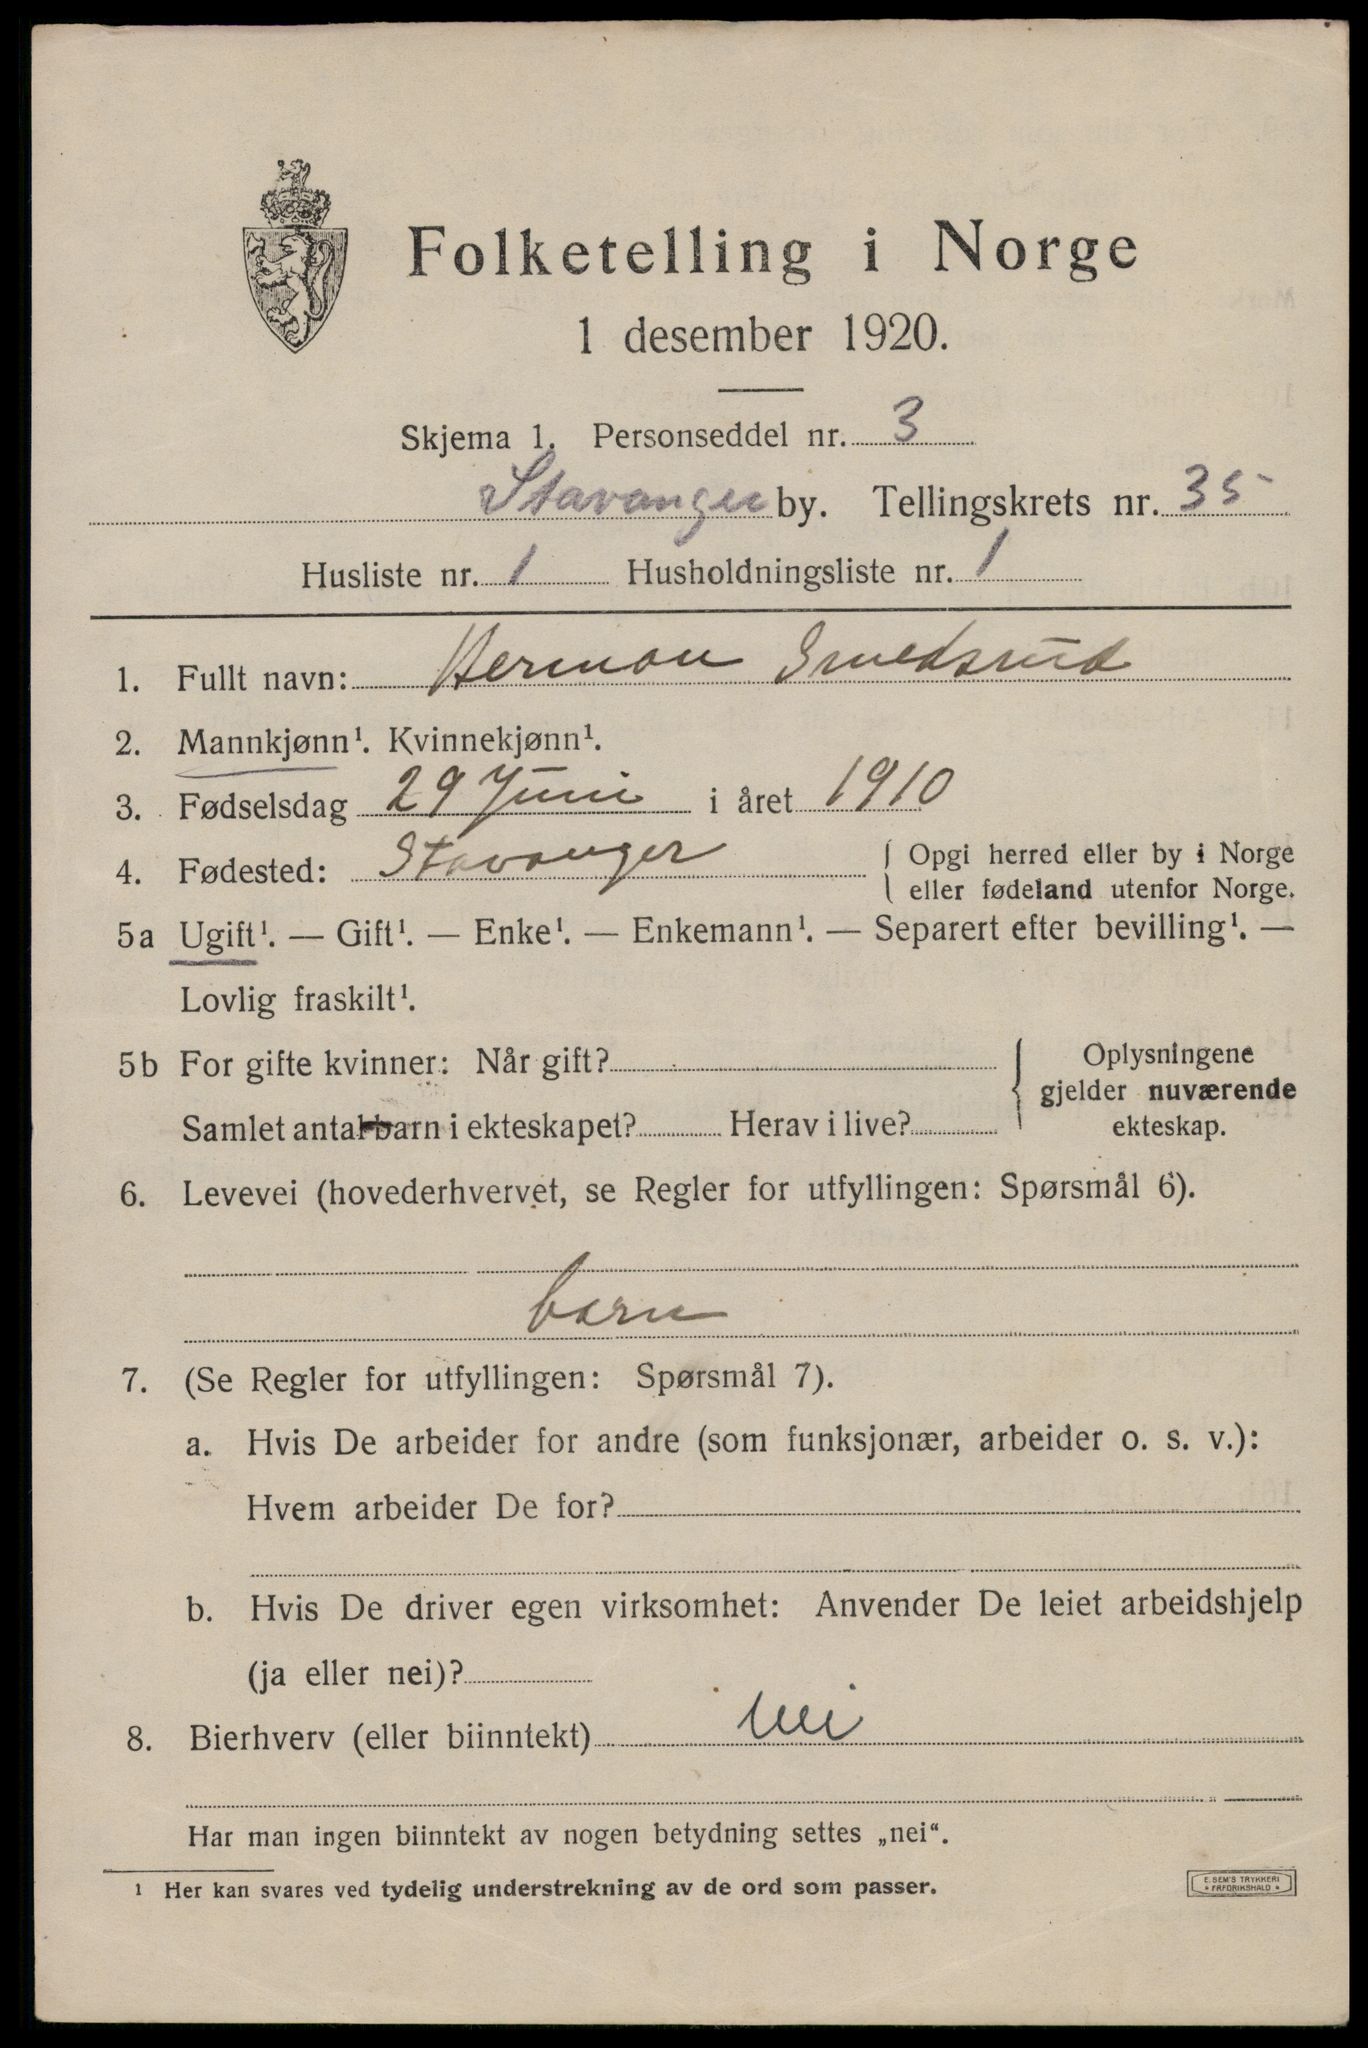 Folketelling i Norge
1 desember 1920.
Skjema 1. Personseddel nr. 3
Stavanger by. Tellingskrets nr. 35
Husliste nr. 1 Husholdningsliste nr. 1
1. Fullt navn: Herman Smedsrud
2. Mannkjønn¹. Kvinnekjønn¹.
3. Fødselsdag 29 Juni i året 1910
4. Fødested: Stavanger { Opgi herred eller by i Norge
eller fødeland utenfor Norge.
5a Ugift¹. — Gift¹. — Enke¹. — Enkemann¹. — Separert efter bevilling¹. —
Lovlig fraskilt¹.
5b For gifte kvinner: Når gift?
Samlet antal barn i ekteskapet? Herav i live?
{ Oplysningene
gjelder nuværende
ekteskap.
6. Levevei (hovederhvervet, se Regler for utfyllingen: Spørsmål 6).
barn
7. (Se Regler for utfyllingen: Spørsmål 7).
a. Hvis De arbeider for andre (som funksjonær, arbeider o. s. v.):
Hvem arbeider De for?
b. Hvis De driver egen virksomhet: Anvender De leiet arbeidshjelp
(ja eller nei)?
8. Bierhverv (eller biinntekt) nei
Har man ingen biinntekt av nogen betydning settes „nei“.
¹ Her kan svares ved tydelig understrekning av de ord som passer.
E. SEM'S TRYKKERI
* FREDRIKSHALD *